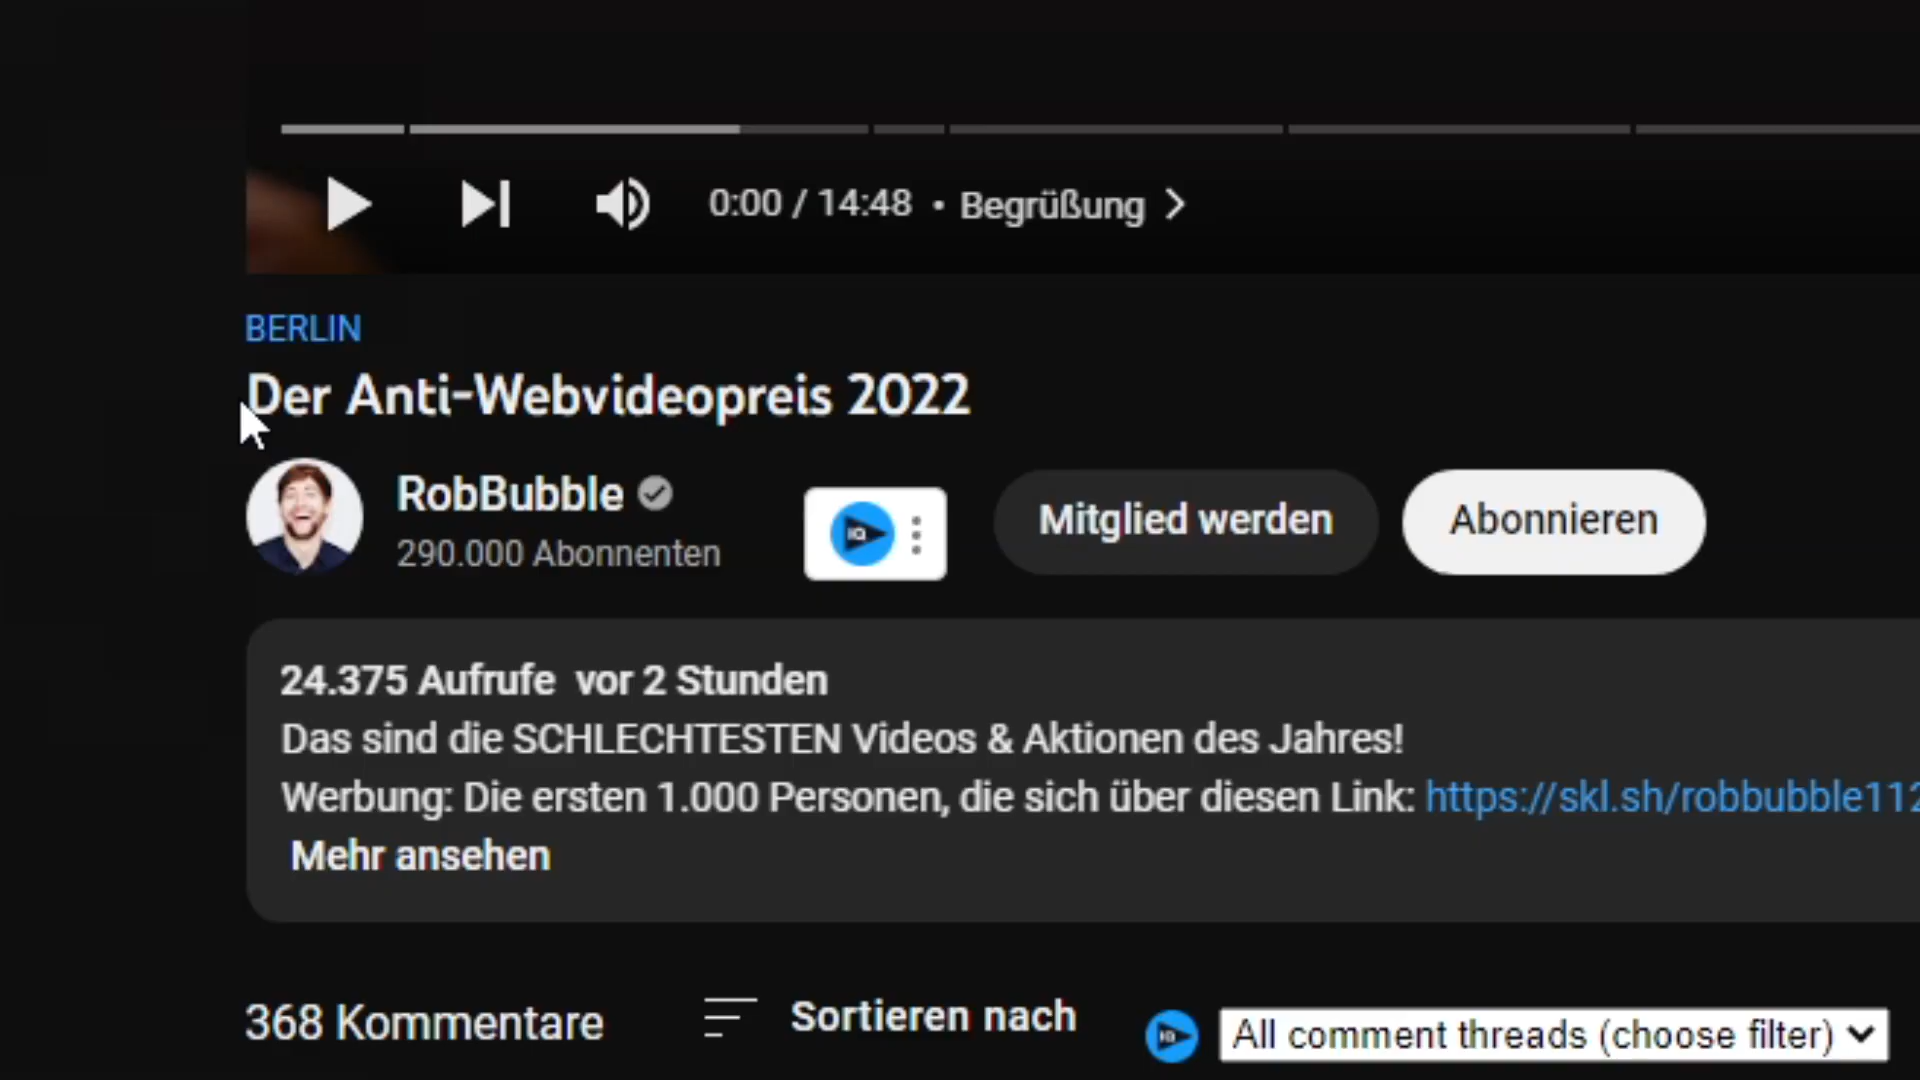 0:00 / 14:48 • Begrüßung
BERLIN
Der Anti-Webvideopreis 2022
RobBubble
290.000 Abonnenten
IQ
Mitglied werden
Abonnieren
24.375 Aufrufe vor 2 Stunden
Das sind die SCHLECHTESTEN Videos & Aktionen des Jahres!
Werbung: Die ersten 1.000 Personen, die sich über diesen Link: https://skl.sh/robbubble112
Mehr ansehen
368 Kommentare
Sortieren nach
IQ
All comment threads (choose filter)